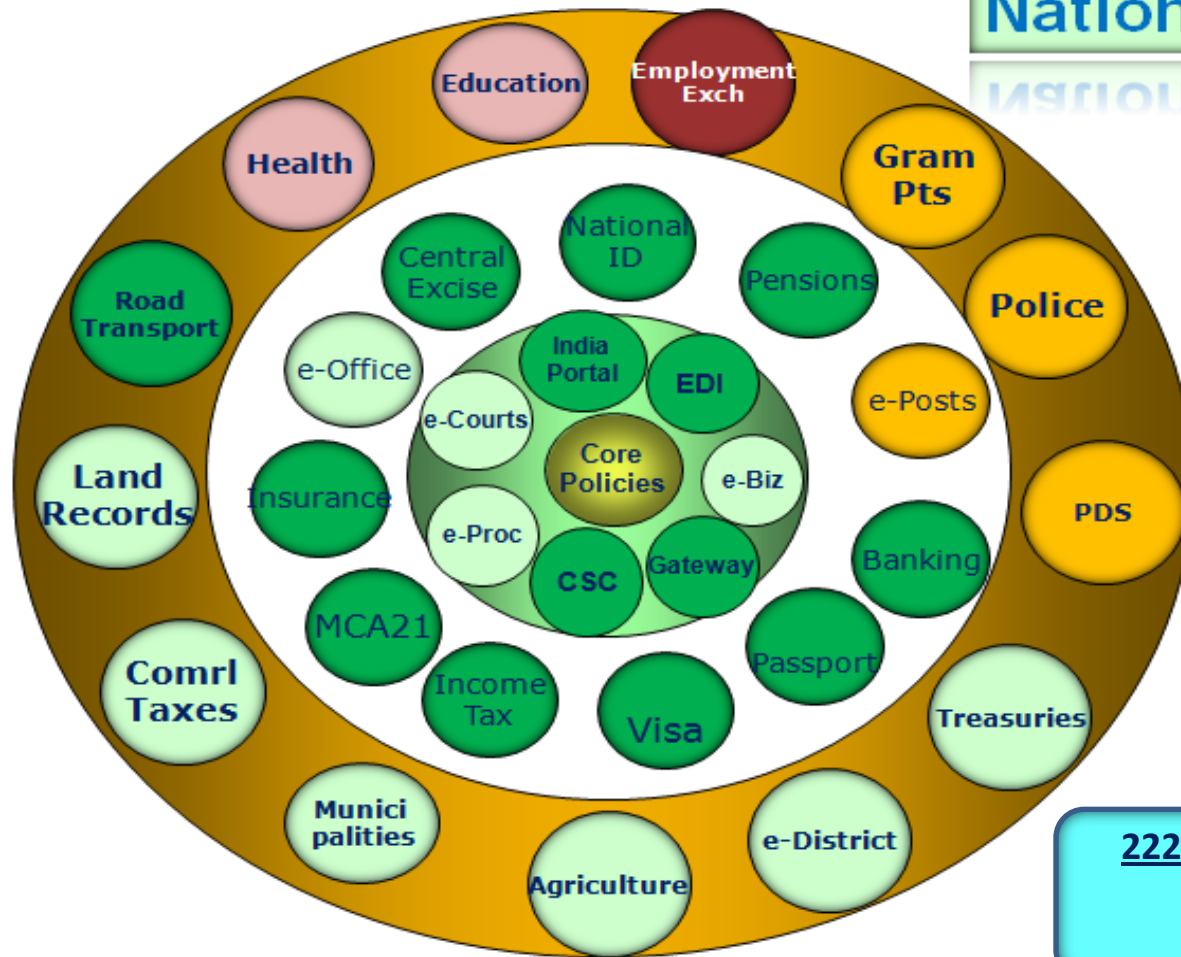 Nation
Education
Employment
Exch
Health
Gram
Pts
National
ID
Central
Excise
Pensions
Road
Transport
Police
India
Portal
e-Office
EDI
e-Posts
e-Courts
Core
Policies
e-Biz
Land
Records
Insurance
PDS
e-Proc
Gateway
Banking
CSC
MCA21
Passport
Income
Tax
Comrl
Taxes
Visa
Treasuries
Munici
palities
e-District
Agriculture
222